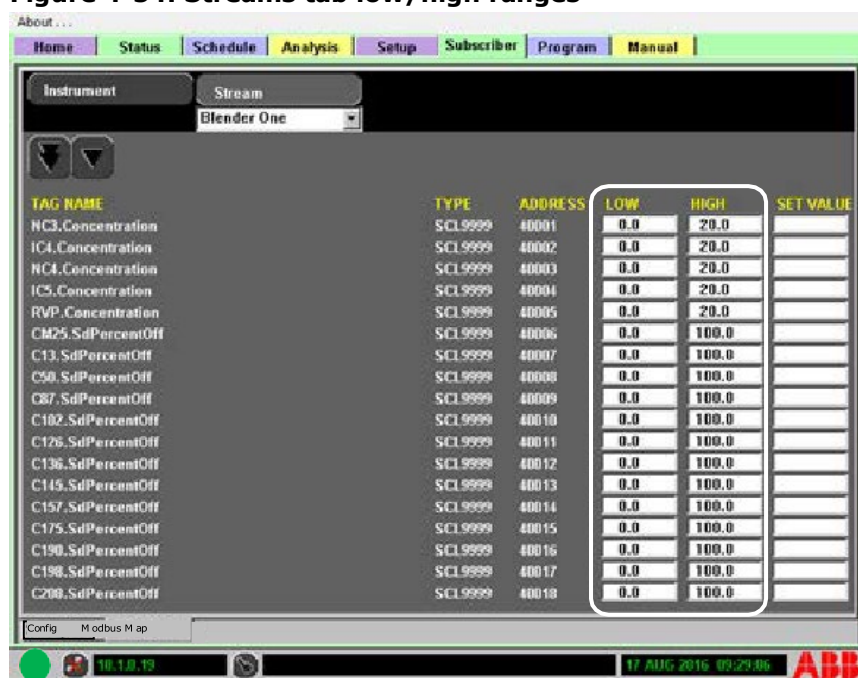 About . . .
Home Status Schedule Analysis Setup Subscriber Program Manual
Instrument Stream
Blender One
TAG NAME TYPE ADDRESS LOW HIGH SET VALUE
NC3.Concentration SCL9999 40001 0.0 20.0
IC4.Concentration SCL9999 40002 0.0 20.0
NC4.Concentration SCL9999 40003 0.0 20.0
IC5.Concentration SCL9999 40004 0.0 20.0
RVP.Concentration SCL9999 40005 0.0 20.0
CM25.SdPercentOff SCL9999 40006 0.0 100.0
C13.SdPercentOff SCL9999 40007 0.0 100.0
C50.SdPercentOff SCL9999 40008 0.0 100.0
C87.SdPercentOff SCL9999 40009 0.0 100.0
C102.SdPercentOff SCL9999 40010 0.0 100.0
C126.SdPercentOff SCL9999 40011 0.0 100.0
C136.SdPercentOff SCL9999 40012 0.0 100.0
C145.SdPercentOff SCL9999 40013 0.0 100.0
C157.SdPercentOff SCL9999 40014 0.0 100.0
C175.SdPercentOff SCL9999 40015 0.0 100.0
C190.SdPercentOff SCL9999 40016 0.0 100.0
C198.SdPercentOff SCL9999 40017 0.0 100.0
C208.SdPercentOff SCL9999 40018 0.0 100.0
Config Modbus Map
10.1.0.19 17 AUG 2016 09:29:06 ABB